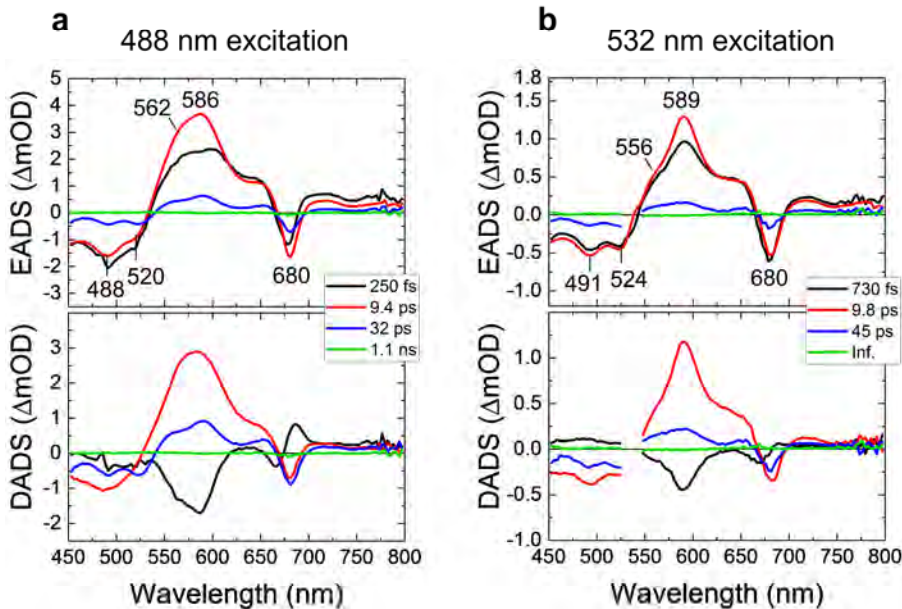 a
488 nm excitation
b
532 nm excitation
EADS (ΔmOD)
5
4
3
2
1
0
-1
-2
-3
562
586
488
520
680
250 fs
9.4 ps
32 ps
1.1 ns
DADS (ΔmOD)
3
2
1
0
-1
-2
450 500 550 600 650 700 750 800
Wavelength (nm)
EADS (ΔmOD)
1.8
1.5
1.0
0.5
0.0
-0.5
-1.0
556
589
491
524
680
730 fs
9.8 ps
45 ps
Inf.
DADS (ΔmOD)
1.0
0.5
0.0
-0.5
1.0
450 500 550 600 650 700 750 800
Wavelength (nm)